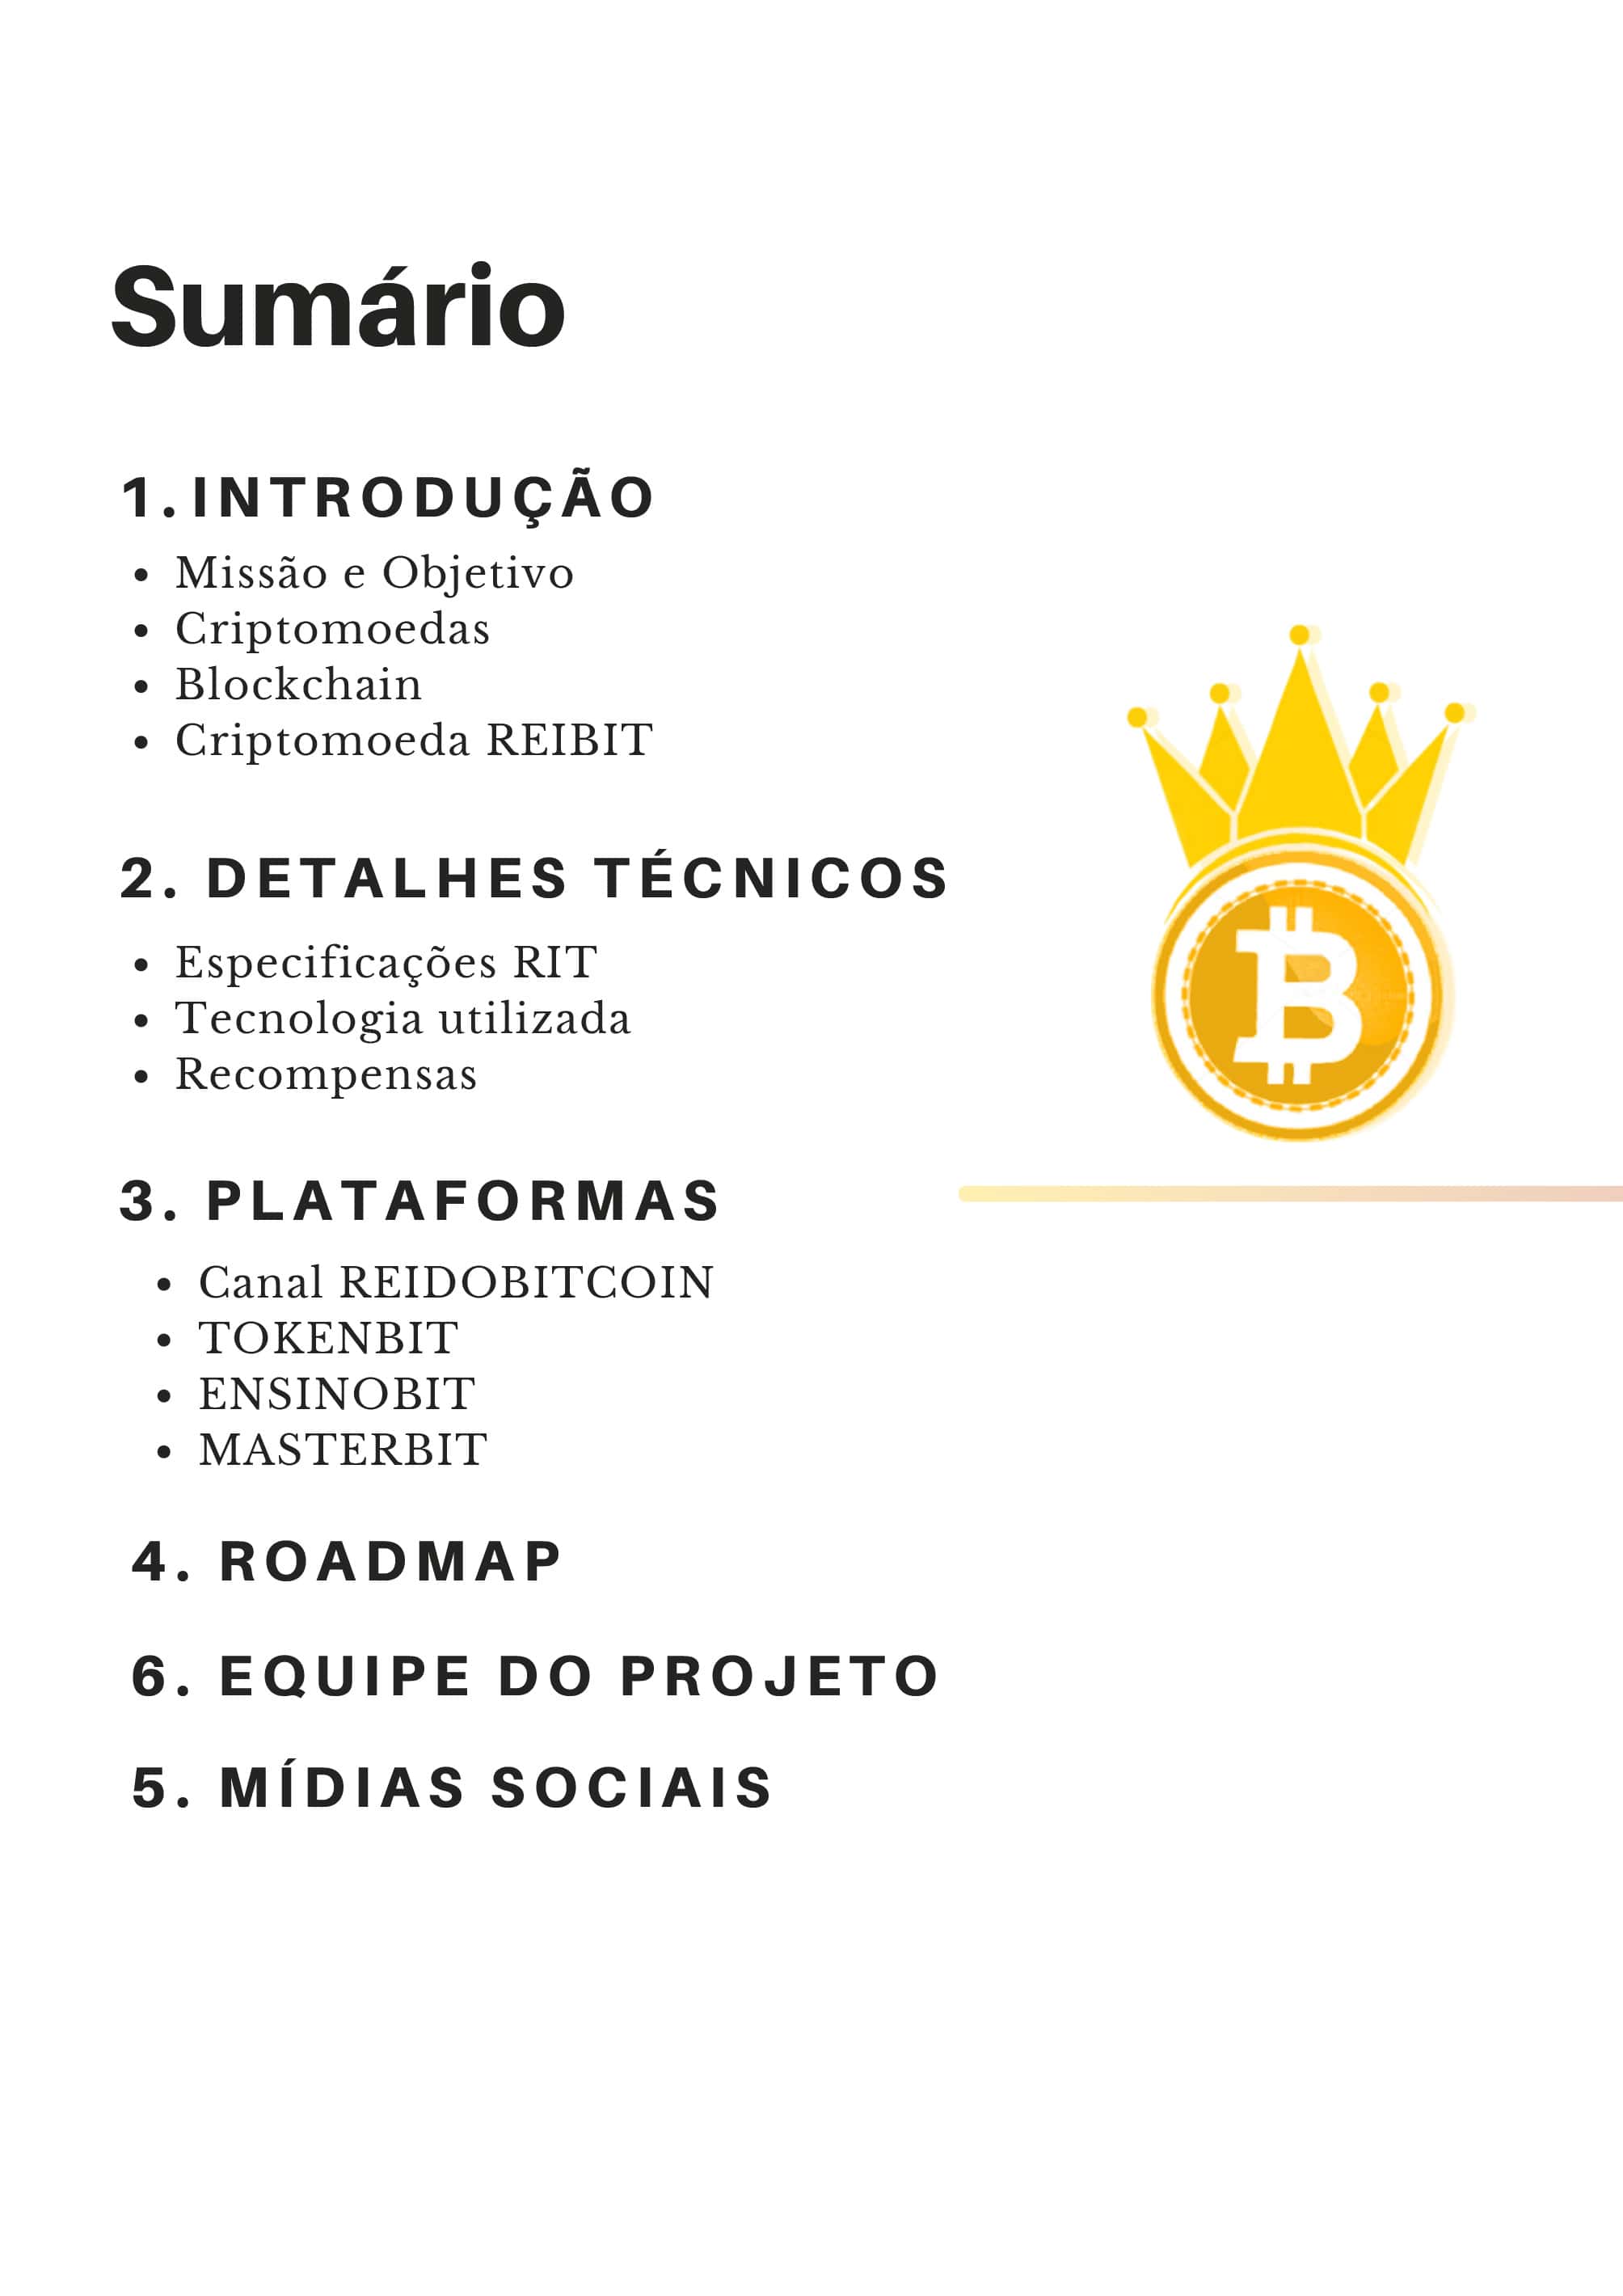 Sumário
1. INTRODUÇÃO
• Missão e Objetivo
• Criptomoedas
• Blockchain
• Criptomoeda REIBIT
2. DETALHES TÉCNICOS
• Especificações RIT
• Tecnologia utilizada
• Recompensas
3. PLATAFORMAS
• Canal REIDOBITCOIN
• TOKENBIT
• ENSINOBIT
• MASTERBIT
4. ROADMAP
6. EQUIPE DO PROJETO
5. MÍDIAS SOCIAIS